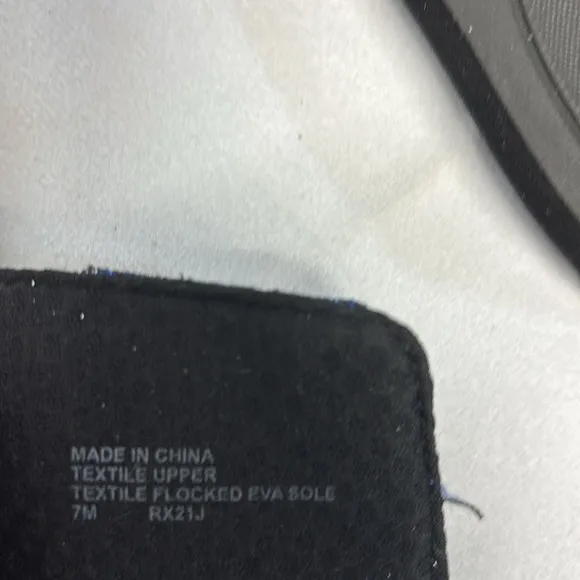 MADE IN CHINA
TEXTILE UPPER
TEXTILE FLOCKED EVA SOLE
7M RX21J